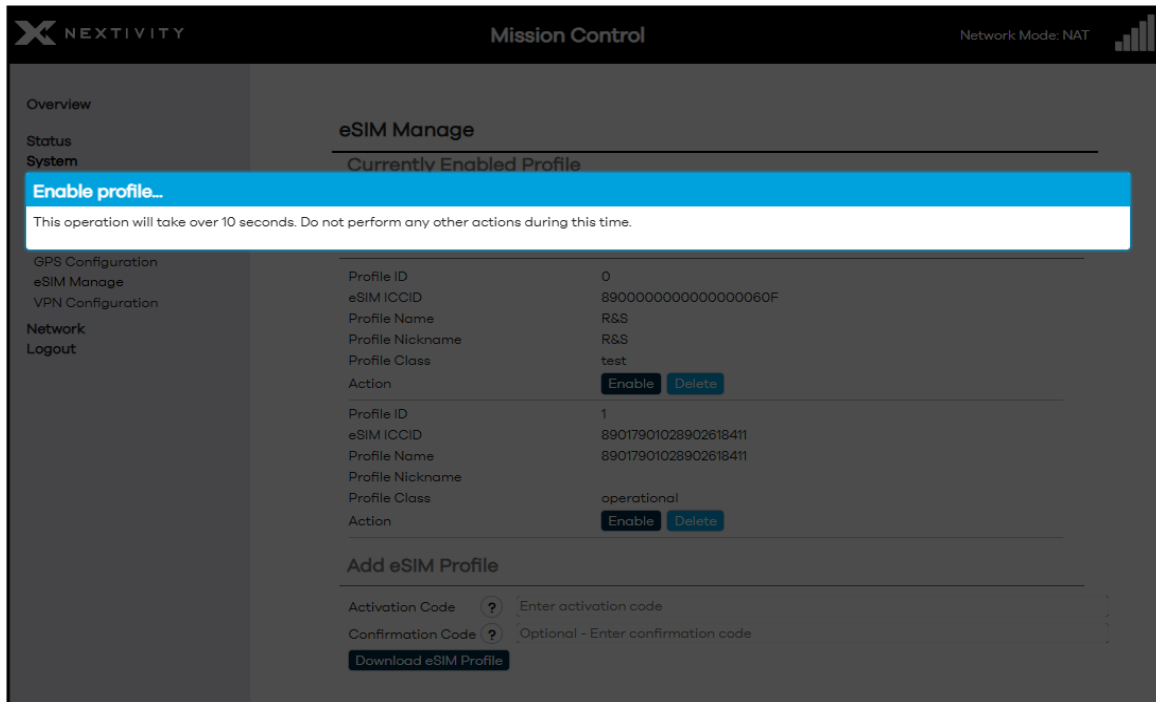 NEXTIVITY
Mission Control
Network Mode: NAT
Overview
Status
System
eSIM Manage
Currently Enabled Profile
Enable profile...
This operation will take over 10 seconds. Do not perform any other actions during this time.
GPS Configuration
eSIM Manage
VPN Configuration
Network
Logout
Profile ID 0
eSIM ICCID 8900000000000000060F
Profile Name R&S
Profile Nickname R&S
Profile Class test
Action Enable Delete
Profile ID 1
eSIM ICCID 89017901028902618411
Profile Name 89017901028902618411
Profile Nickname
Profile Class operational
Action Enable Delete
Add eSIM Profile
Activation Code ? Enter activation code
Confirmation Code ? Optional - Enter confirmation code
Download eSIM Profile